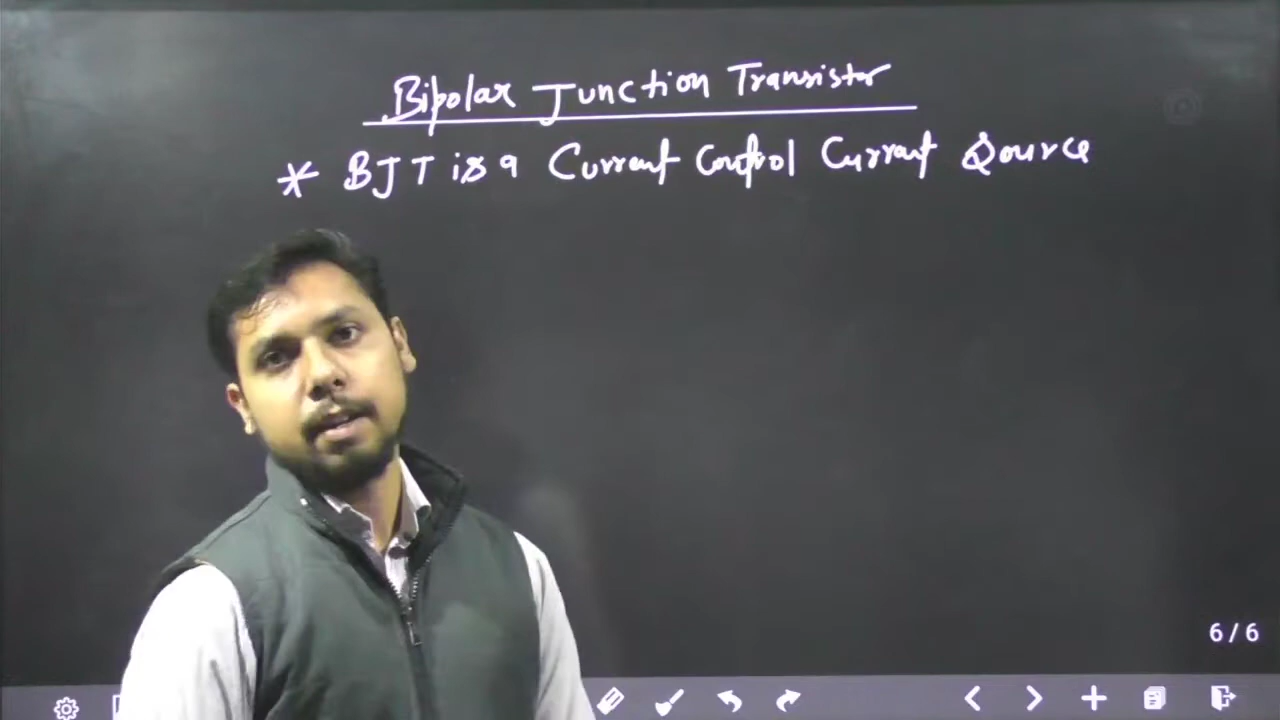 Bipolar Junction Transistor
* BJT is a Current Control Current Source
6/6